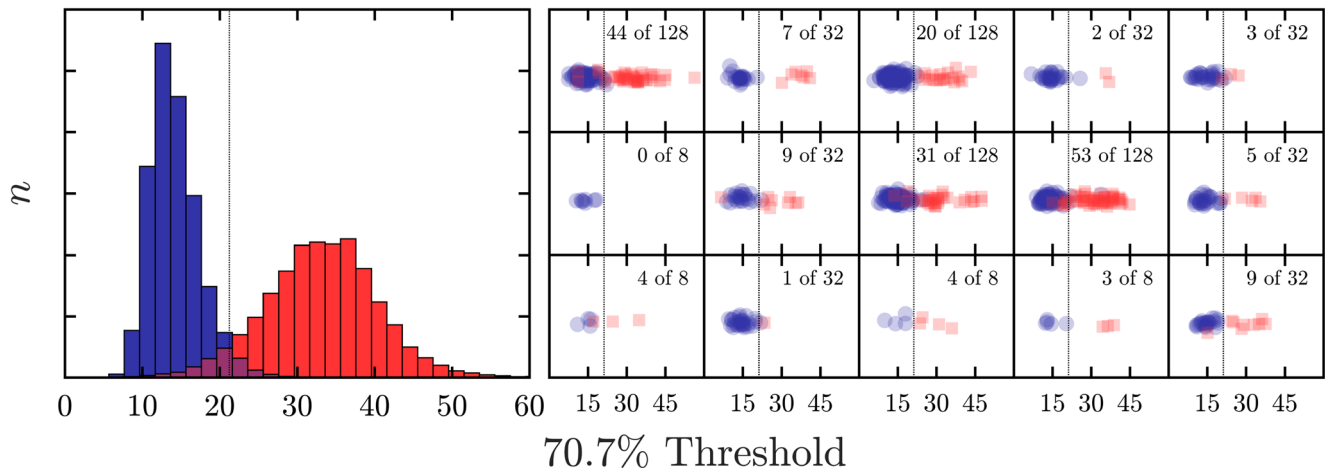 n
44 of 128
7 of 32
20 of 128
2 of 32
3 of 32
0 of 8
9 of 32
31 of 128
53 of 128
5 of 32
4 of 8
1 of 32
4 of 8
3 of 8
9 of 32
0 10 20 30 40 50 60
15 30 45 15 30 45 15 30 45 15 30 45 15 30 45
70.7% Threshold